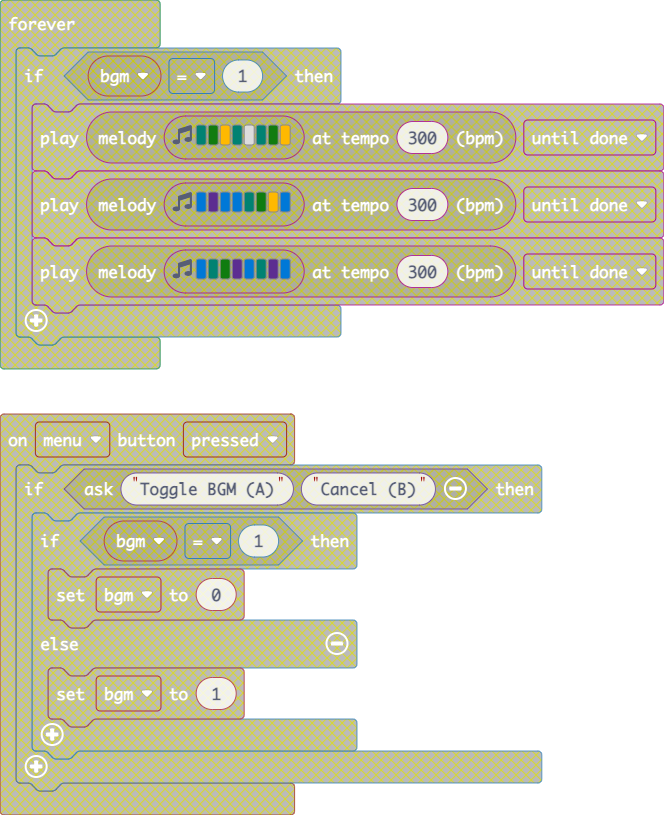 forever
if bgm = 1 then
play melody at tempo 300 (bpm) until done
play melody at tempo 300 (bpm) until done
play melody at tempo 300 (bpm) until done
on menu button pressed
if ask "Toggle BGM (A)" "Cancel (B)" then
if bgm = 1 then
set bgm to 0
else
set bgm to 1